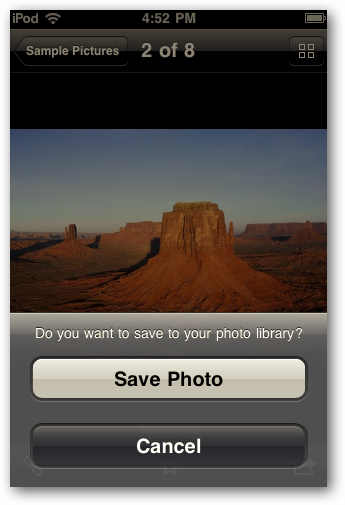 iPod 4:52 PM
Sample Pictures 2 of 8
Do you want to save to your photo library?
Save Photo
Cancel